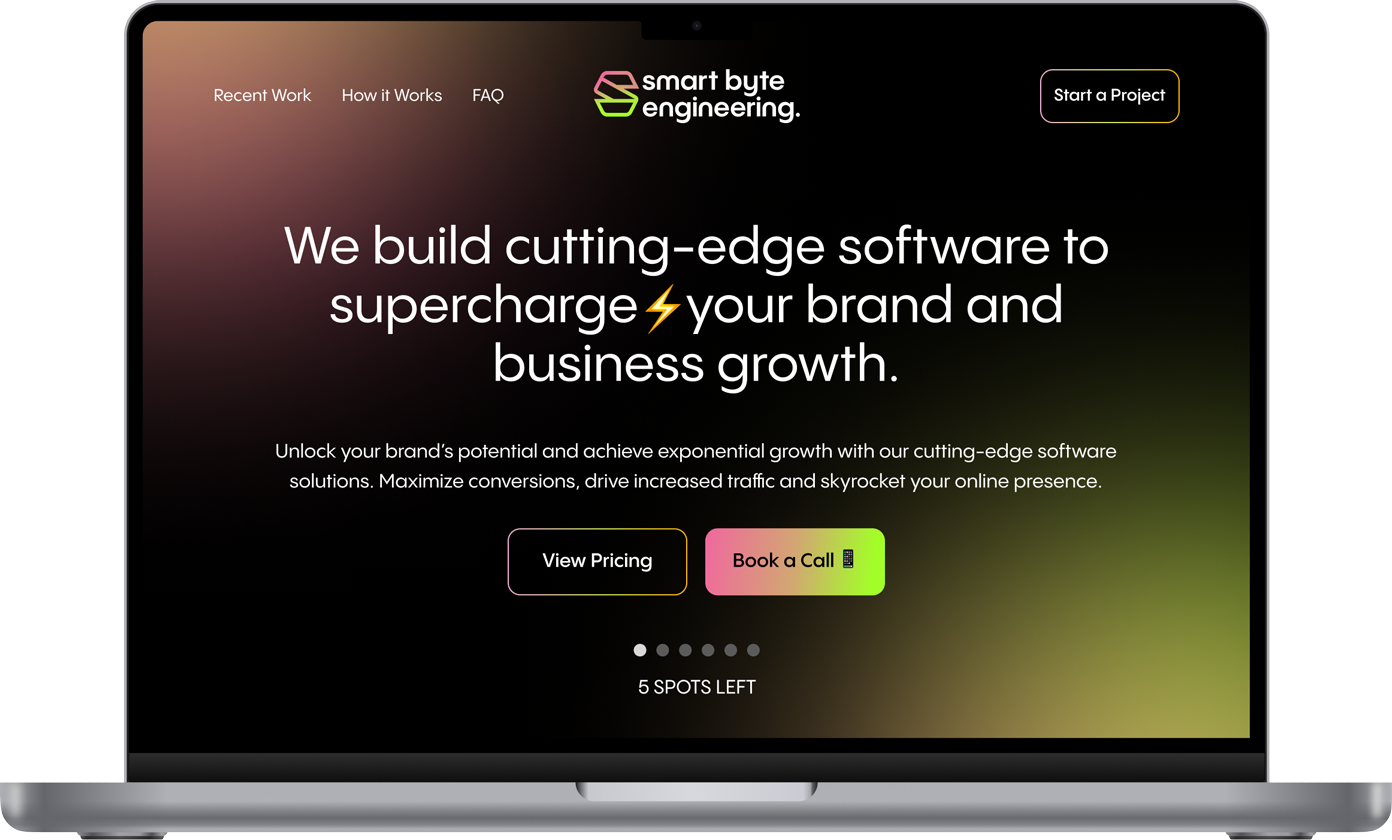 Recent Work
How it Works
FAQ
smart byte
engineering.
Start a Project
We build cutting-edge software to
supercharge⚡your brand and
business growth.
Unlock your brand’s potential and achieve exponential growth with our cutting-edge software
solutions. Maximize conversions, drive increased traffic and skyrocket your online presence.
View Pricing
Book a Call 📱
5 SPOTS LEFT